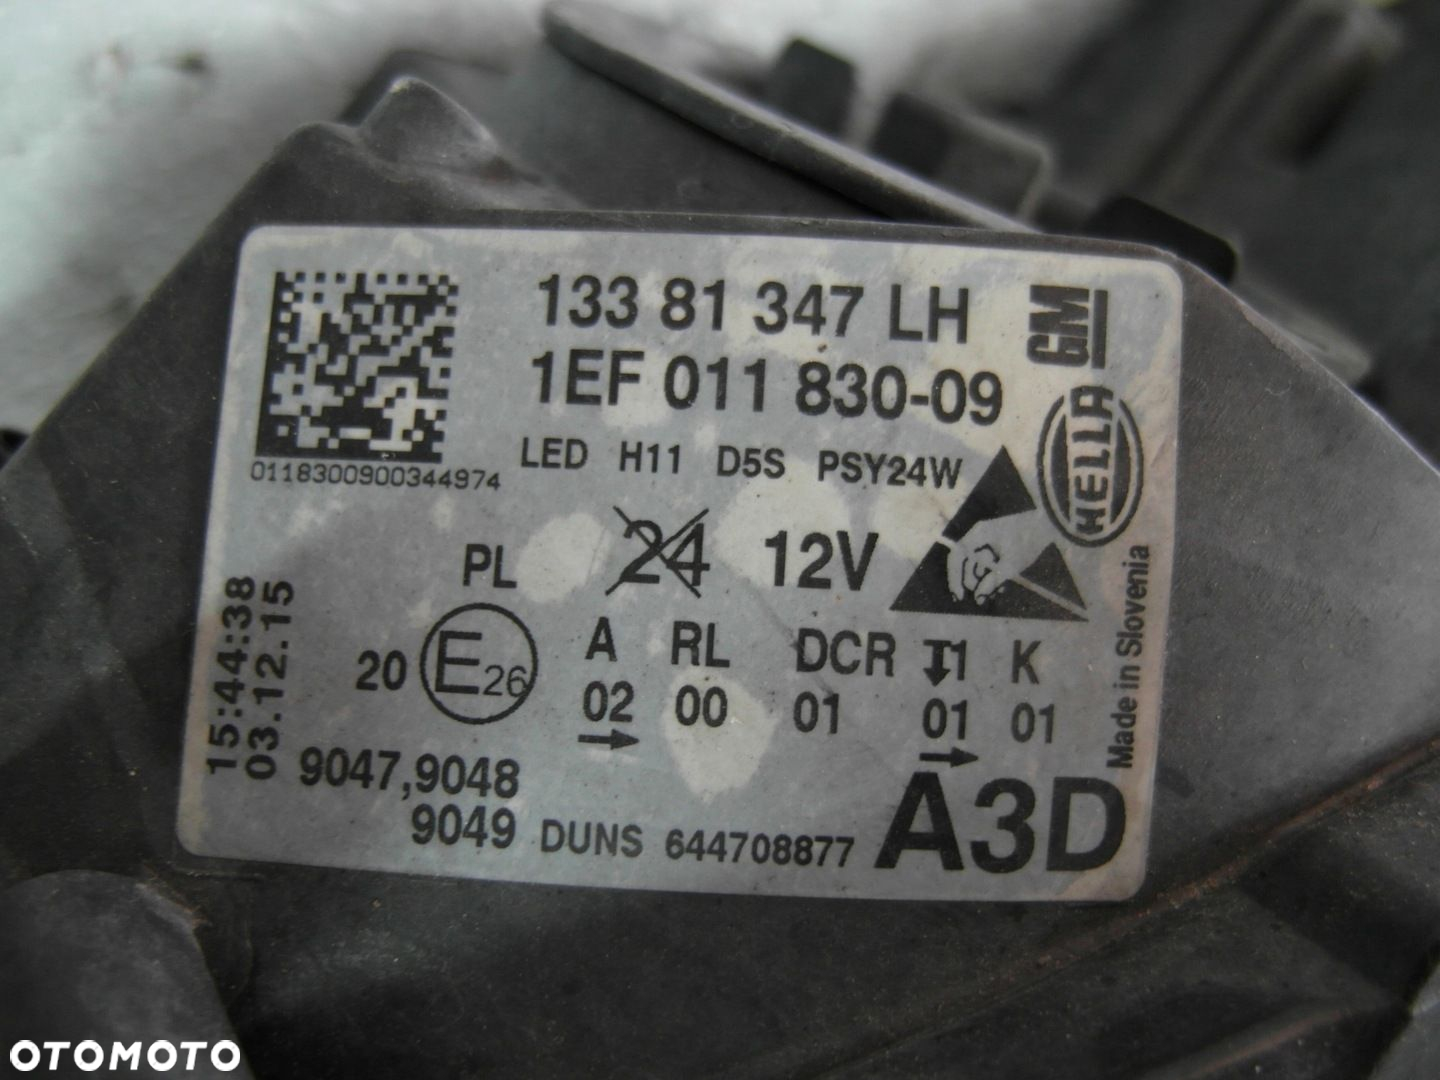 133 81 347 LH
GM
1EF 011 830-09
HELLA
LED H11 D5S PSY24W
0118300900344974
PL 24 12V
20 E26
A RL DCR T1 K
02 00 01 01 01
Made in Slovenia
15:44:38
03.12.15
9047,9048
9049 DUNS 644708877
A3D
OTOMOTO